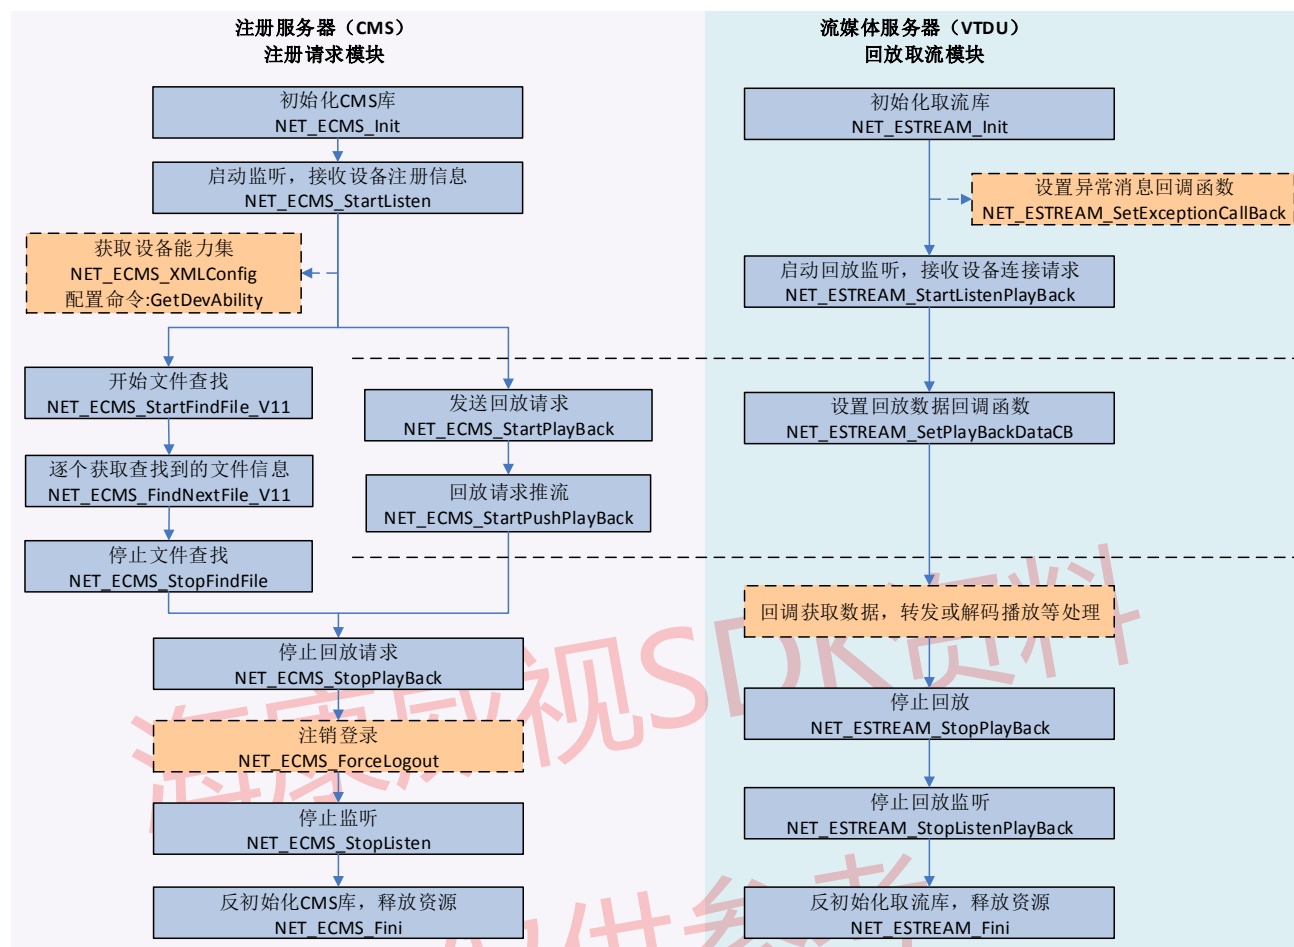 注册服务器（CMS）
注册请求模块
初始化CMS库
NET_ECMS_Init
启动监听，接收设备注册信息
NET_ECMS_StartListen
获取设备能力集
NET_ECMS_XMLConfig
配置命令:GetDevAbility
开始文件查找
NET_ECMS_StartFindFile_V11
逐个获取查找到的文件信息
NET_ECMS_FindNextFile_V11
停止文件查找
NET_ECMS_StopFindFile
发送回放请求
NET_ECMS_StartPlayBack
回放请求推流
NET_ECMS_StartPushPlayBack
停止回放请求
NET_ECMS_StopPlayBack
注销登录
NET_ECMS_ForceLogout
停止监听
NET_ECMS_StopListen
反初始化CMS库，释放资源
NET_ECMS_Fini
流媒体服务器（VTDU）
回放取流模块
初始化取流库
NET_ESTREAM_Init
设置异常消息回调函数
NET_ESTREAM_SetExceptionCallBack
启动回放监听，接收设备连接请求
NET_ESTREAM_StartListenPlayBack
设置回放数据回调函数
NET_ESTREAM_SetPlayBackDataCB
回调获取数据，转发或解码播放等处理
停止回放
NET_ESTREAM_StopPlayBack
停止回放监听
NET_ESTREAM_StopListenPlayBack
反初始化取流库，释放资源
NET_ESTREAM_Fini
海康威视SDK资料
供参考